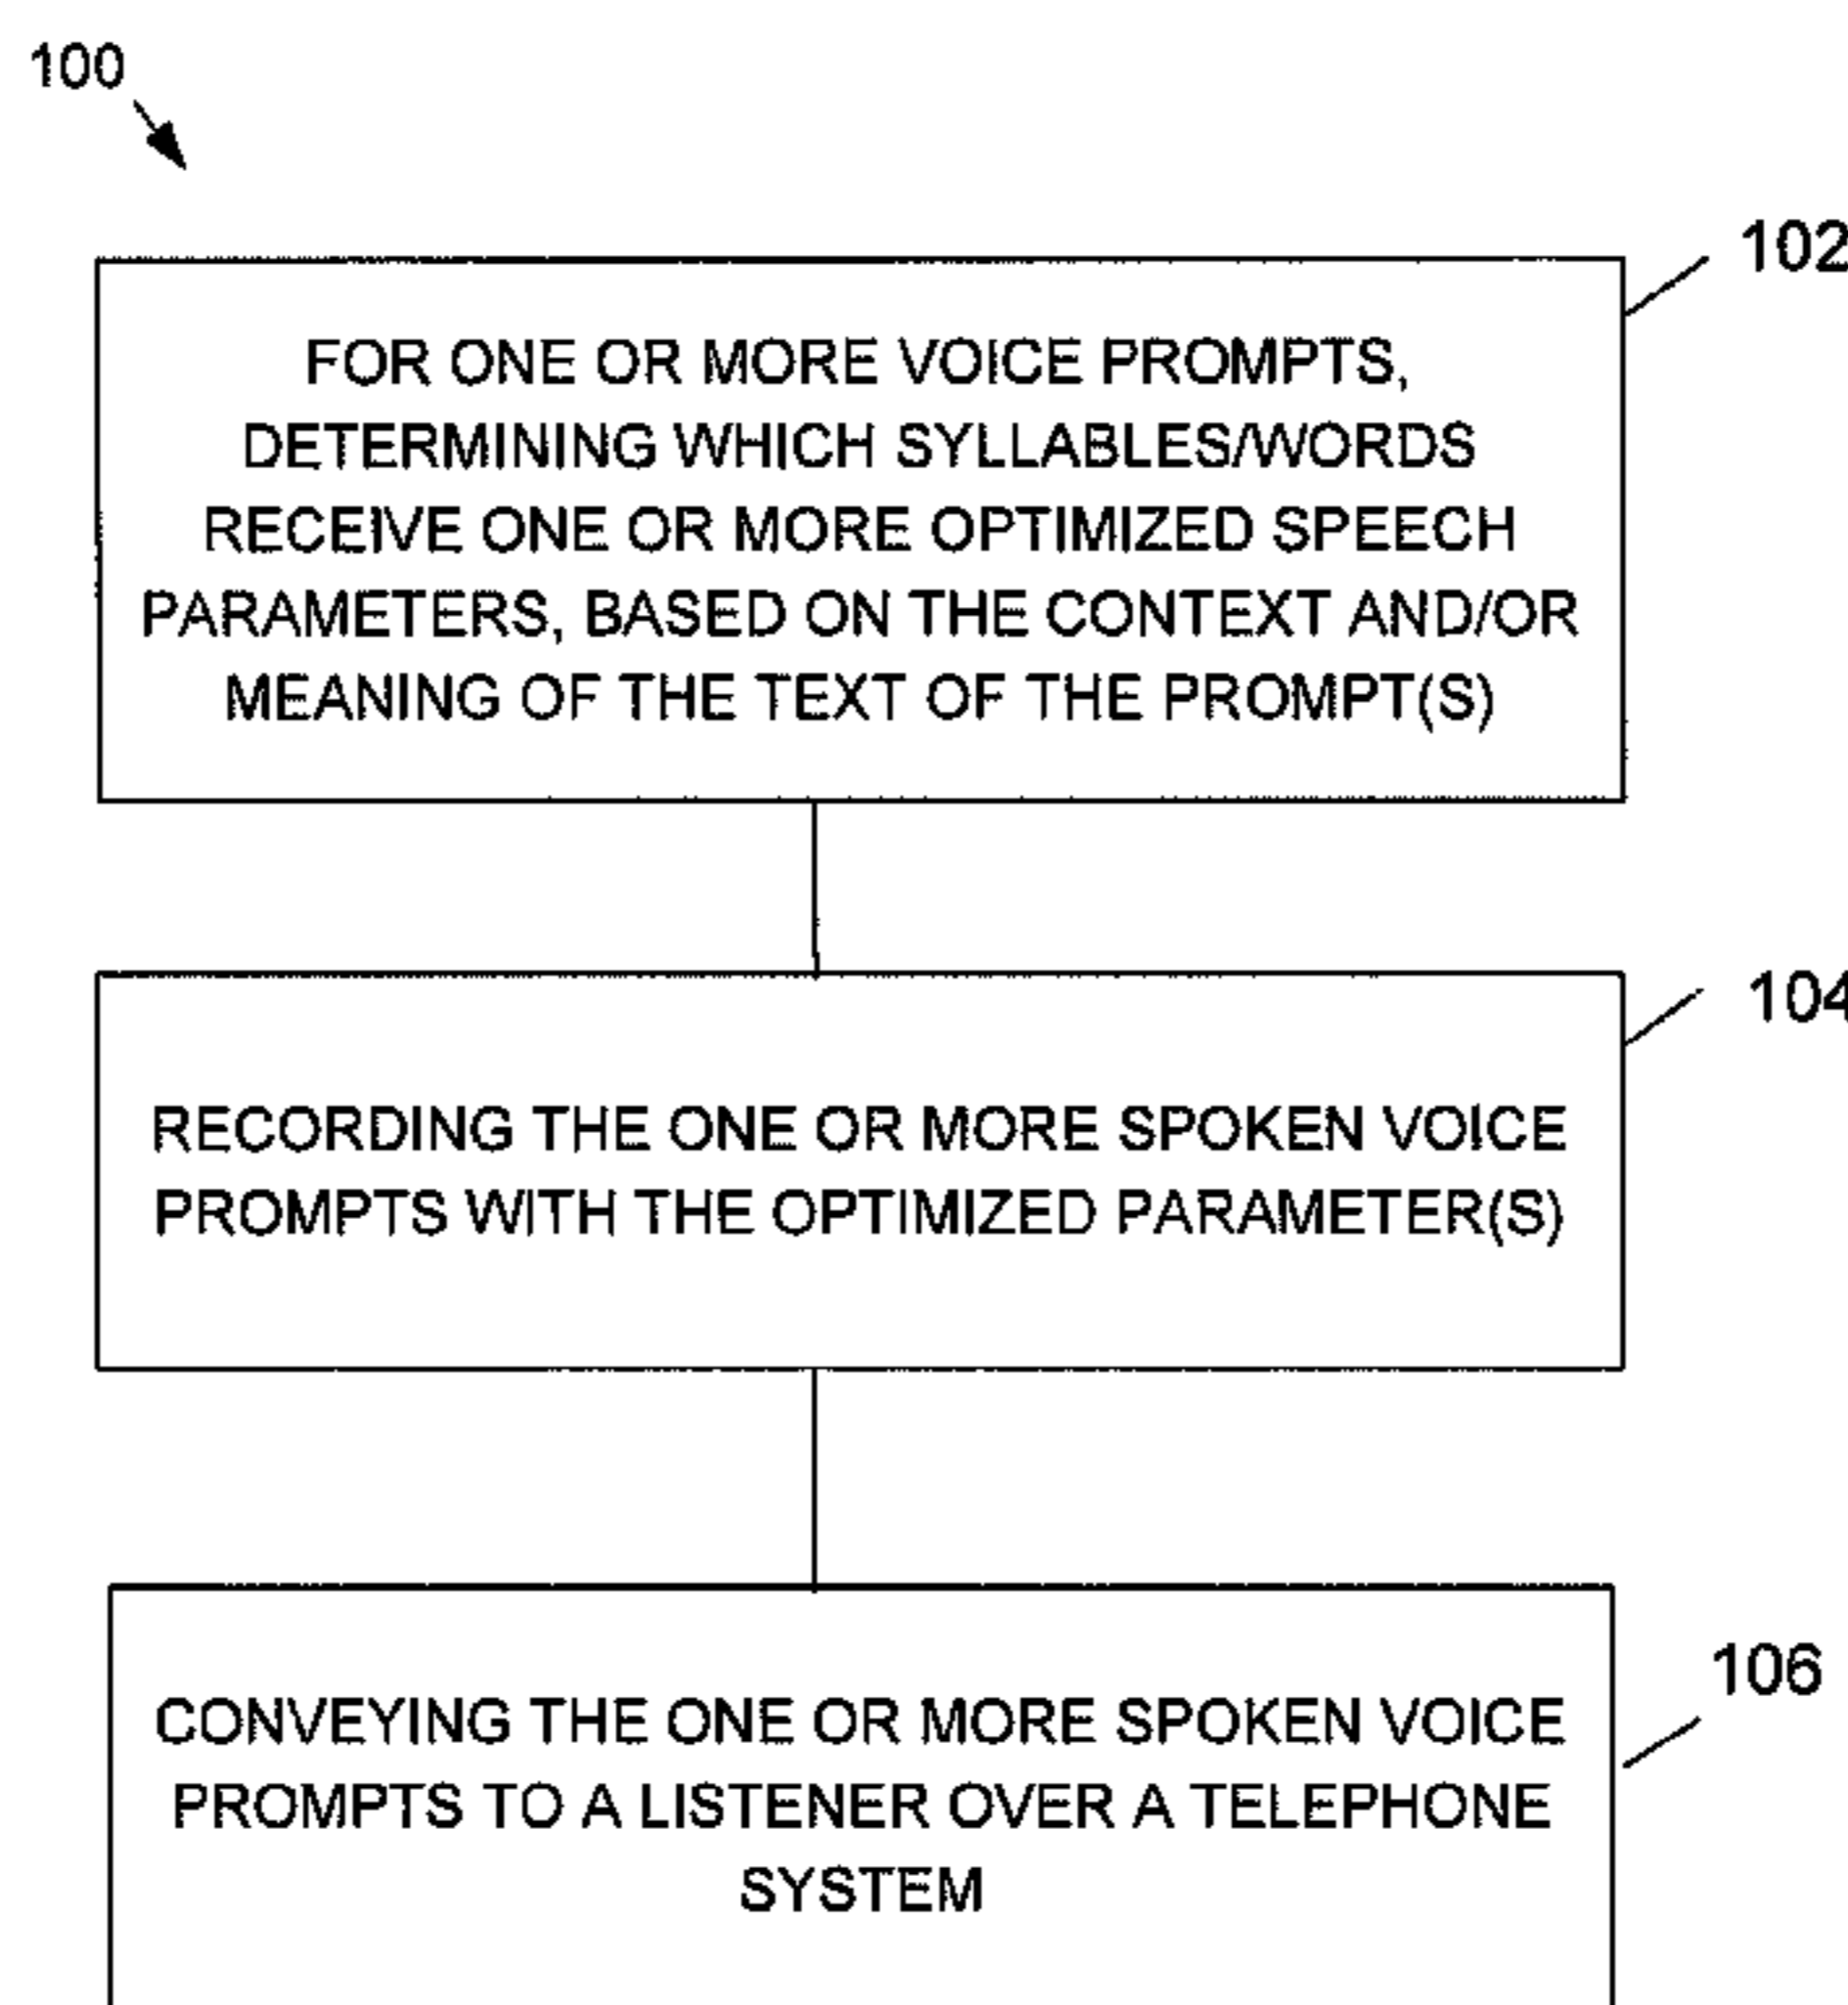 100
102
FOR ONE OR MORE VOICE PROMPTS,
DETERMINING WHICH SYLLABLES/WORDS
RECEIVE ONE OR MORE OPTIMIZED SPEECH
PARAMETERS, BASED ON THE CONTEXT AND/OR
MEANING OF THE TEXT OF THE PROMPT(S)
104
RECORDING THE ONE OR MORE SPOKEN VOICE
PROMPTS WITH THE OPTIMIZED PARAMETER(S)
106
CONVEYING THE ONE OR MORE SPOKEN VOICE
PROMPTS TO A LISTENER OVER A TELEPHONE
SYSTEM